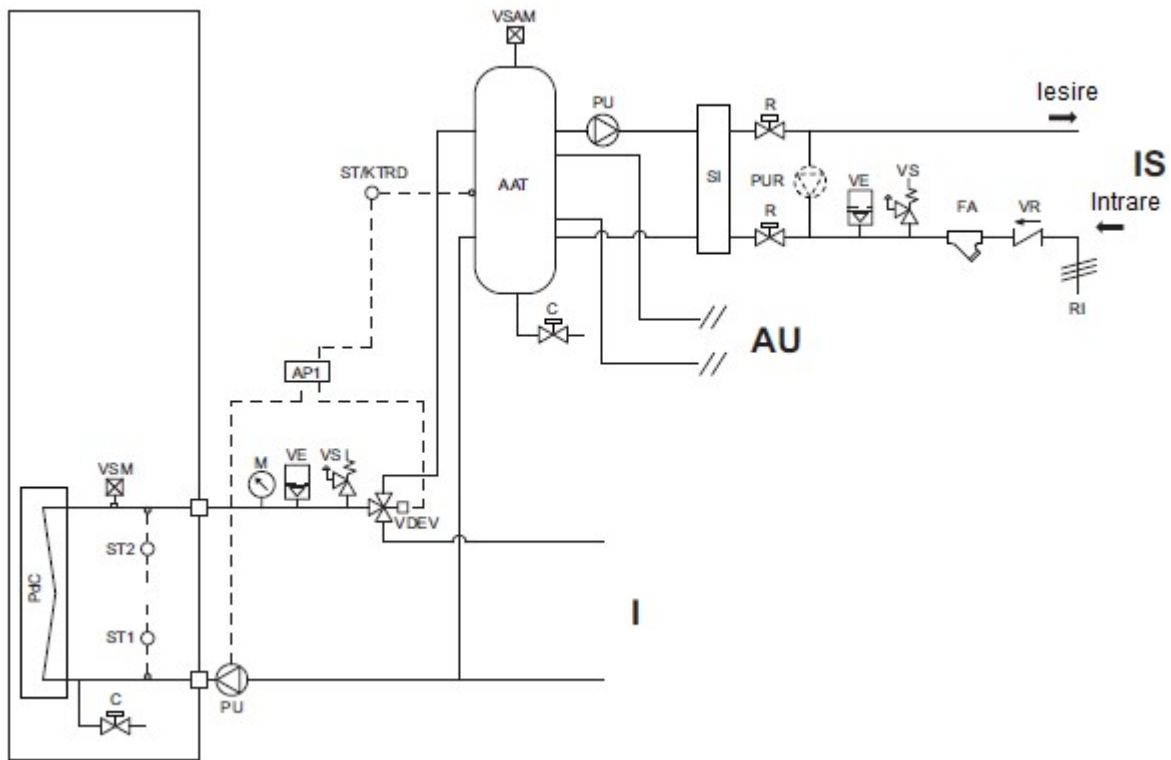 VSAM
Iesire
PU
R
ST/KTRD
AAT
SI
PUR
VE
VS
IS
Intrare
R
FA
VR
C
RI
AU
AP1
VSM
M
VE
VS
VDEV
ST2
PdC
I
ST1
C
PU